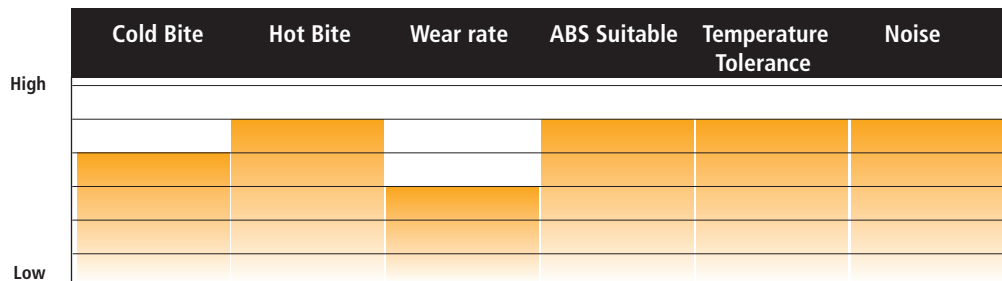 Cold Bite Hot Bite Wear rate ABS Suitable Temperature Noise
Tolerance
High
Low